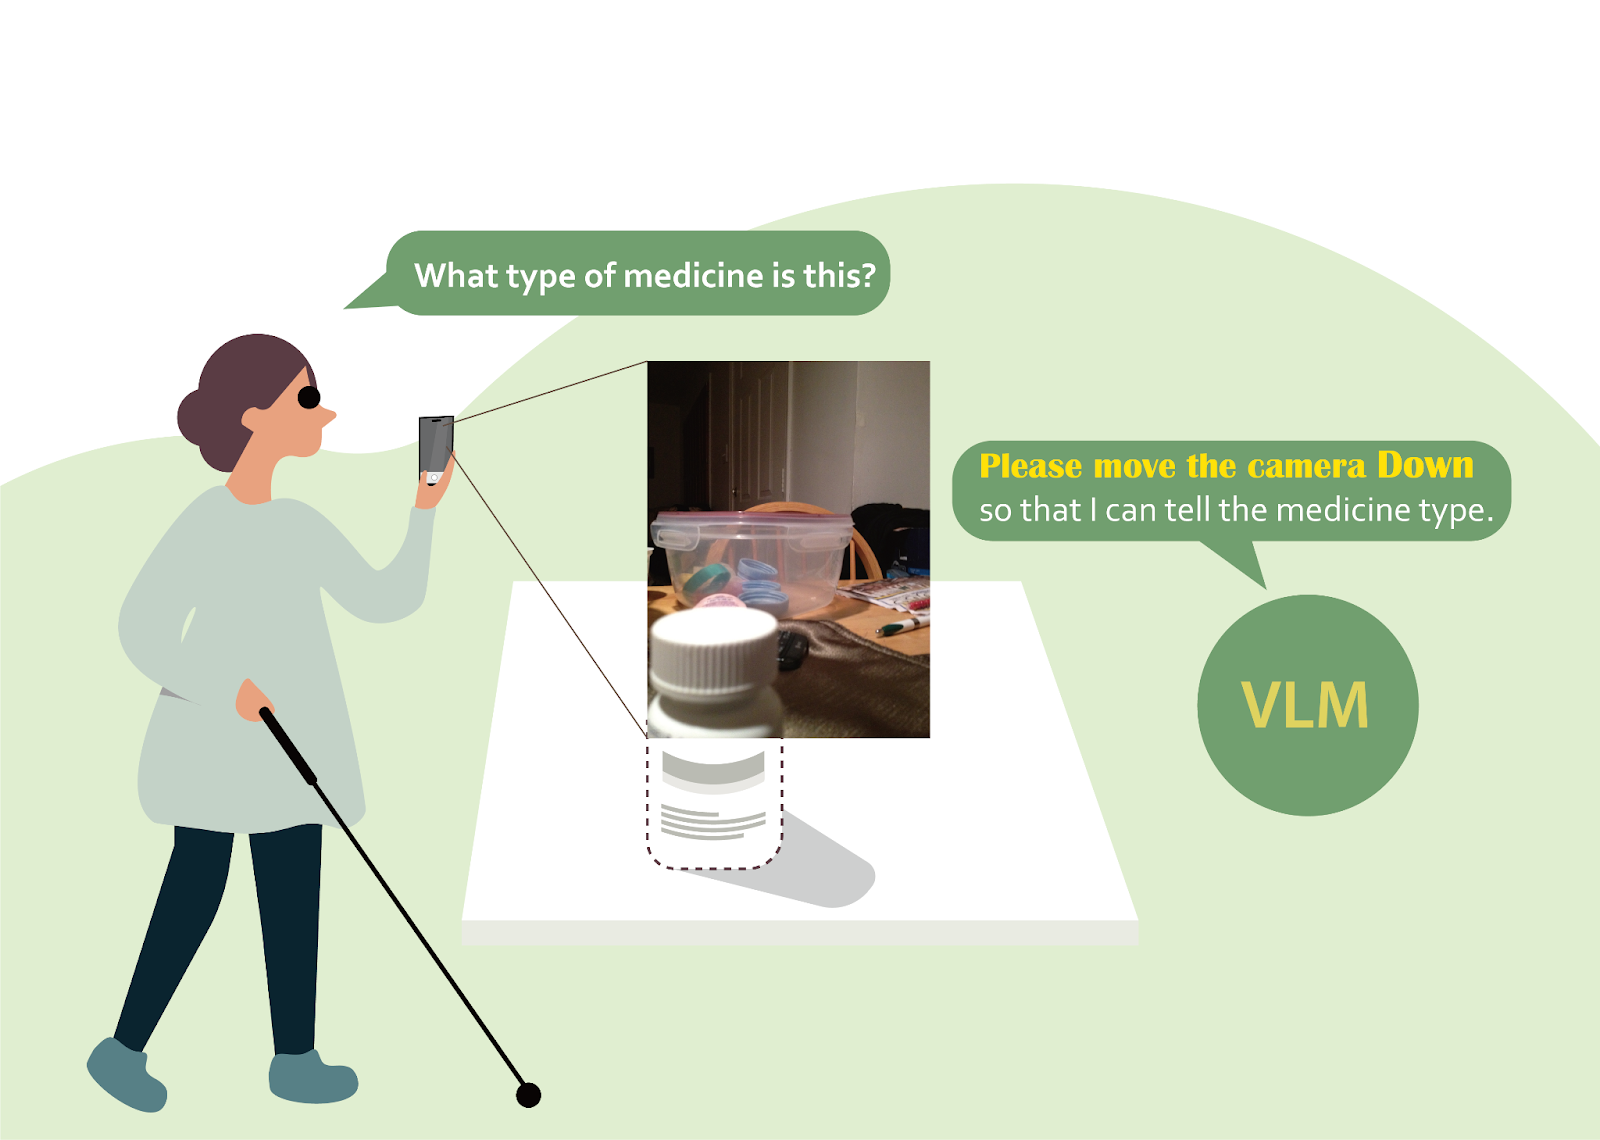 What type of medicine is this?
Please move the camera Down
so that I can tell the medicine type.
VLM